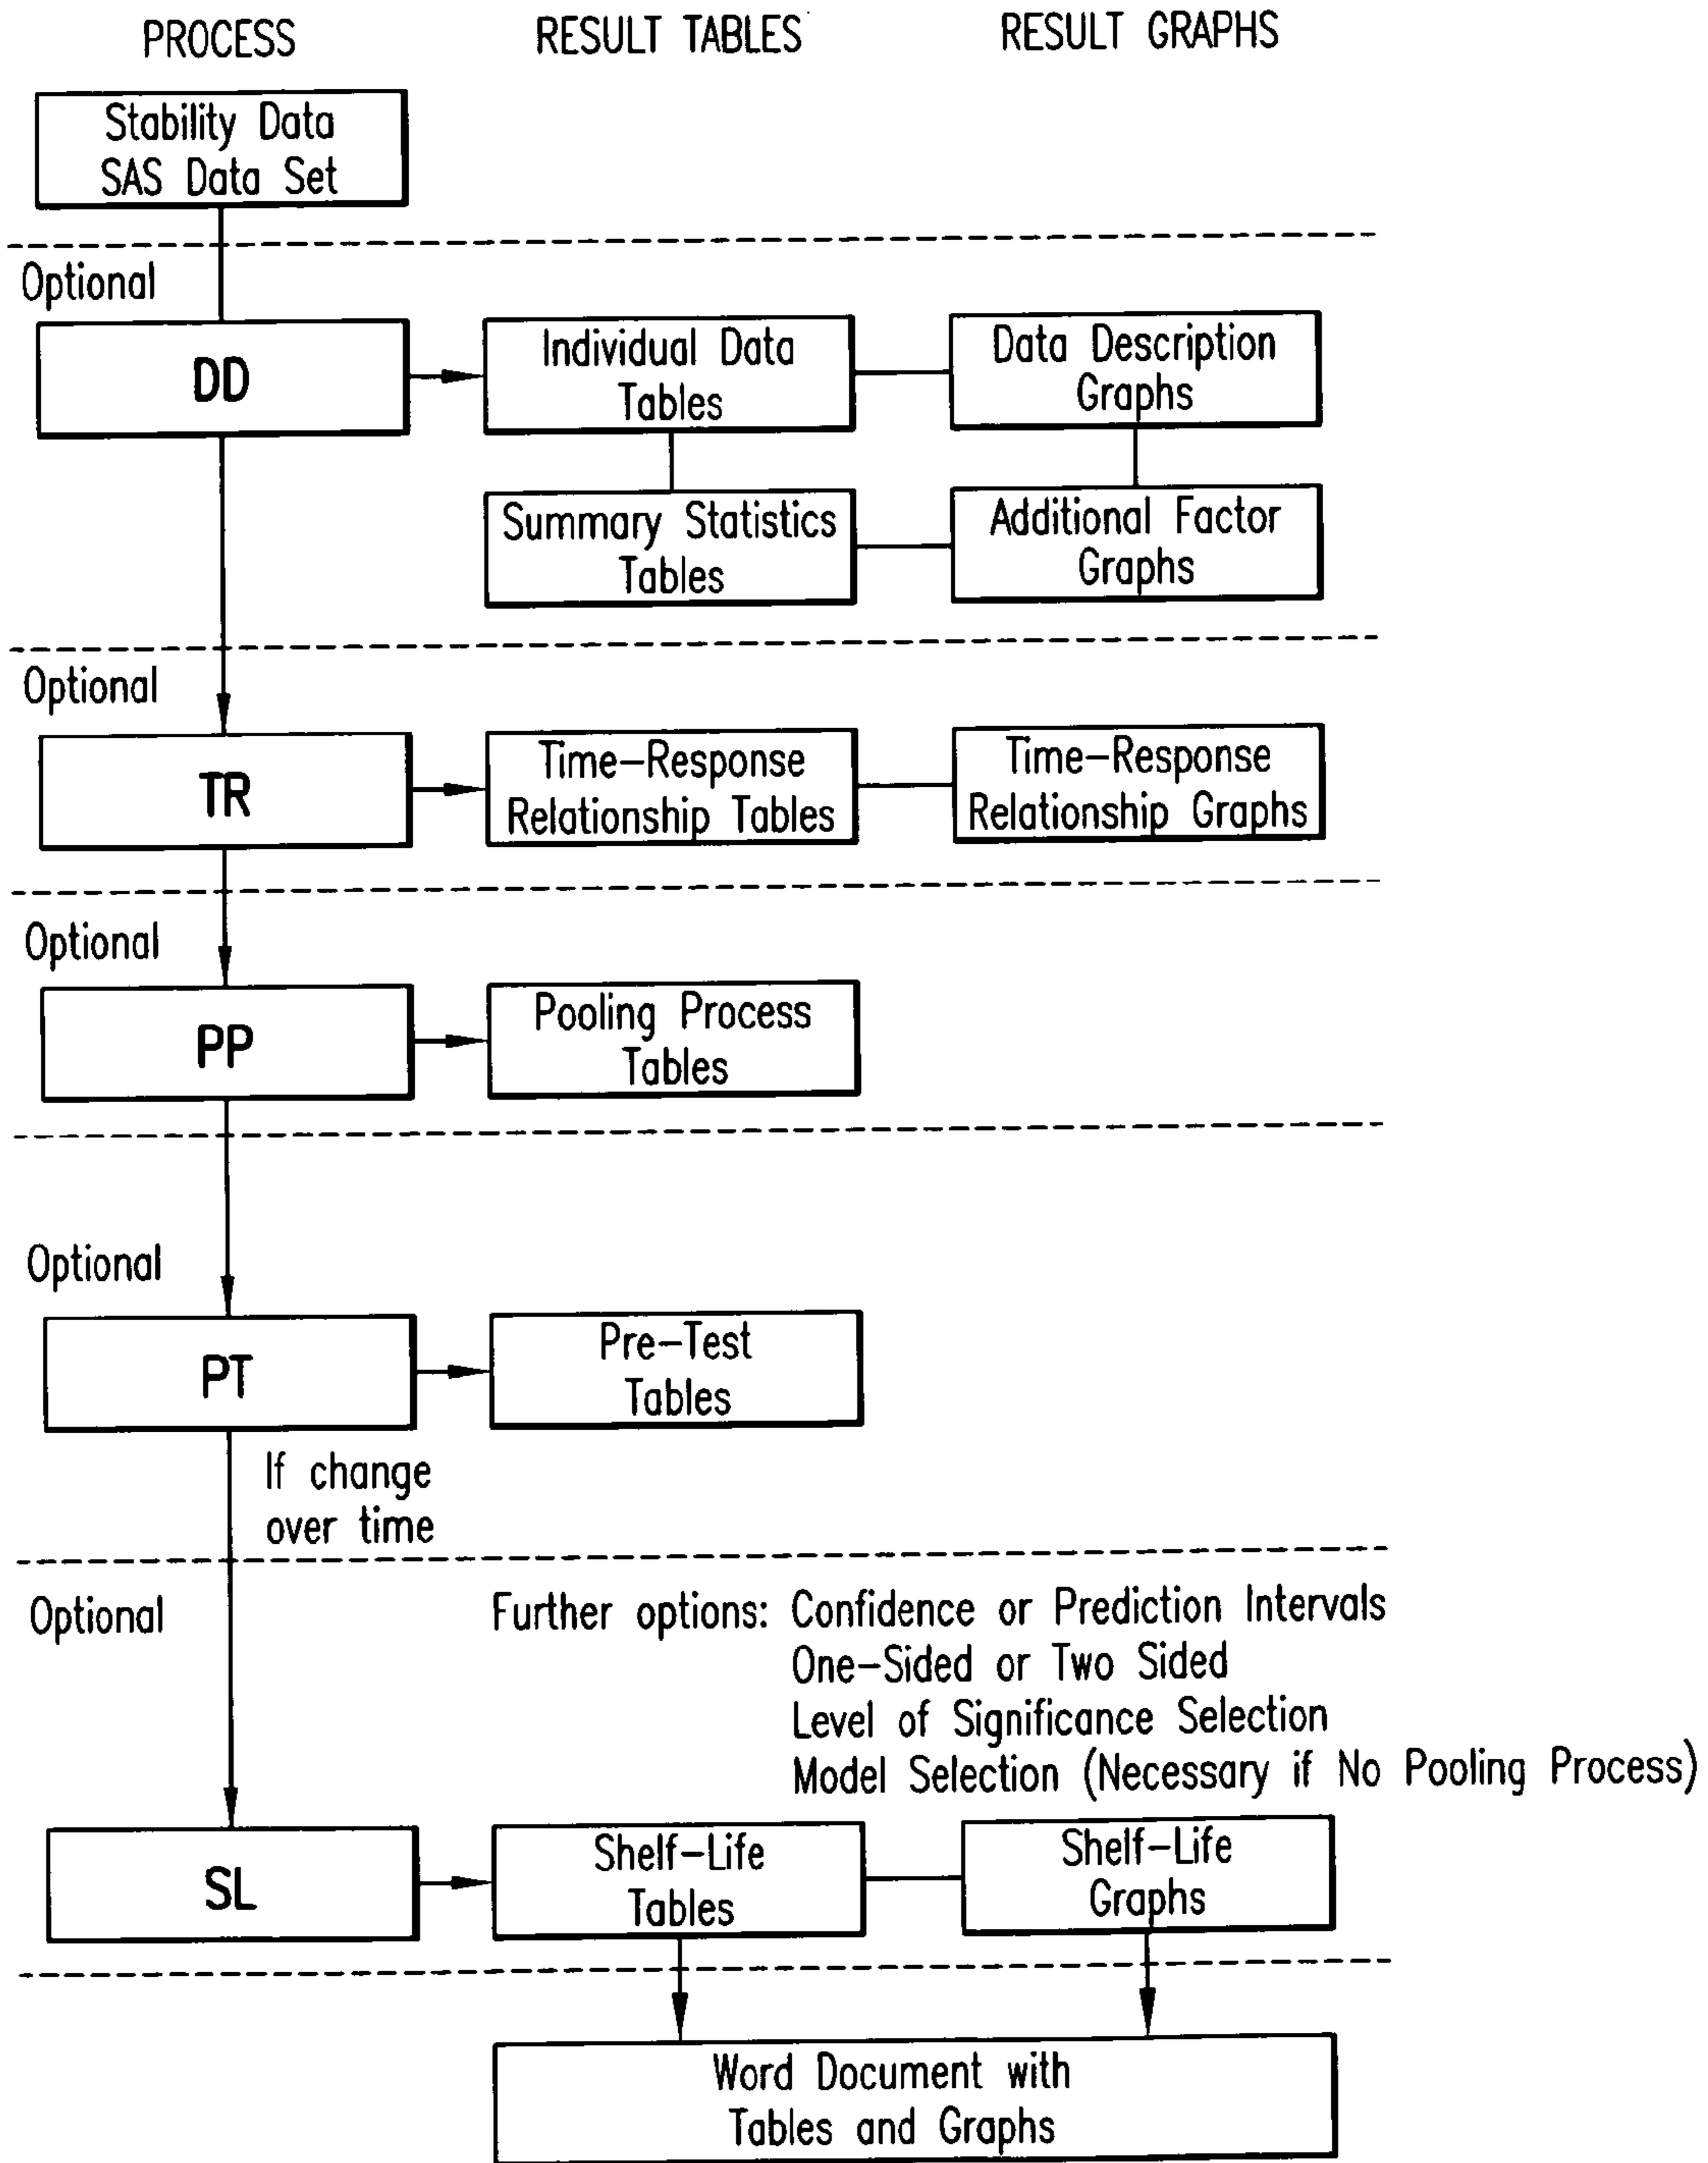 PROCESS
RESULT TABLES
RESULT GRAPHS
Stability Data
SAS Data Set
Optional
DD
Individual Data
Tables
Data Description
Graphs
Summary Statistics
Tables
Additional Factor
Graphs
Optional
TR
Time-Response
Relationship Tables
Time-Response
Relationship Graphs
Optional
PP
Pooling Process
Tables
Optional
PT
Pre-Test
Tables
If change
over time
Optional
Further options: Confidence or Prediction Intervals
One-Sided or Two Sided
Level of Significance Selection
Model Selection (Necessary if No Pooling Process)
SL
Shelf-Life
Tables
Shelf-Life
Graphs
Word Document with
Tables and Graphs